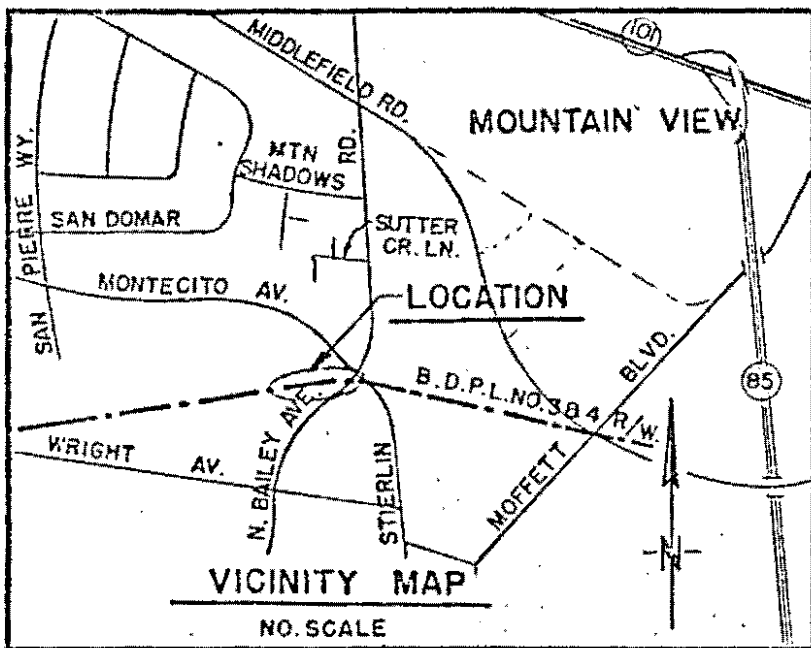 101
MIDDLEFIELD RD.
MOUNTAIN VIEW
SAN PIERRE WY.
MTN
SHADOWS
RD.
SAN DOMAR
SUTTER
CR. LN.
MONTECITO AV.
LOCATION
BLVD.
85
B.D.P.L.NO.384 R/W.
WRIGHT AV.
N. BAILEY AVE.
STIERLIN
MOFFETT
N
VICINITY MAP
NO. SCALE